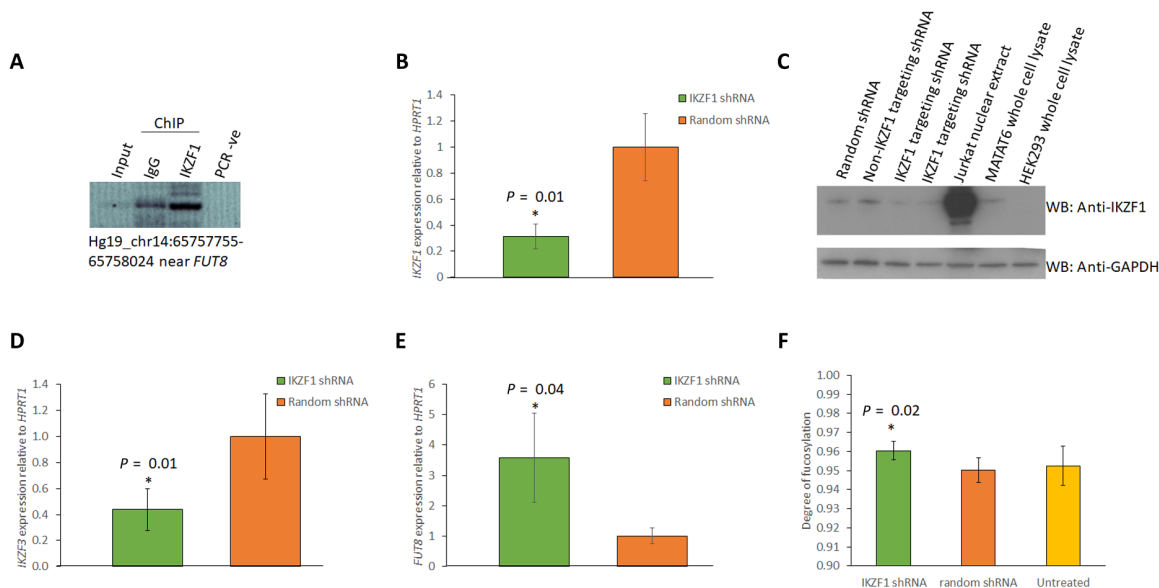 A
ChIP
Input
IgG
IKZF1
PCR -ve
Hg19_chr14:65757755-
65758024 near FUT8
B
IKZF1 expression relative to HPRT1
1.4
1.2
1
0.8
0.6
0.4
0.2
0
P = 0.01
*
IKZF1 shRNA
Random shRNA
C
Random shRNA
Non-IKZF1 targeting shRNA
IKZF1 targeting shRNA
IKZF1 targeting shRNA
Jurkat nuclear extract
MATAT6 whole cell lysate
HEK293 whole cell lysate
WB: Anti-IKZF1
WB: Anti-GAPDH
D
IKZF3 expression relative to HPRT1
1.4
1.2
1.0
0.8
0.6
0.4
0.2
0.0
P = 0.01
*
IKZF1 shRNA
Random shRNA
E
FUT8 expression relative to HPRT1
6
5
4
3
2
1
0
P = 0.04
*
IKZF1 shRNA
Random shRNA
F
Degree of fucosylation
1.00
0.99
0.98
0.97
0.96
0.95
0.94
0.93
0.92
0.91
0.90
P = 0.02
*
IKZF1 shRNA
random shRNA
Untreated